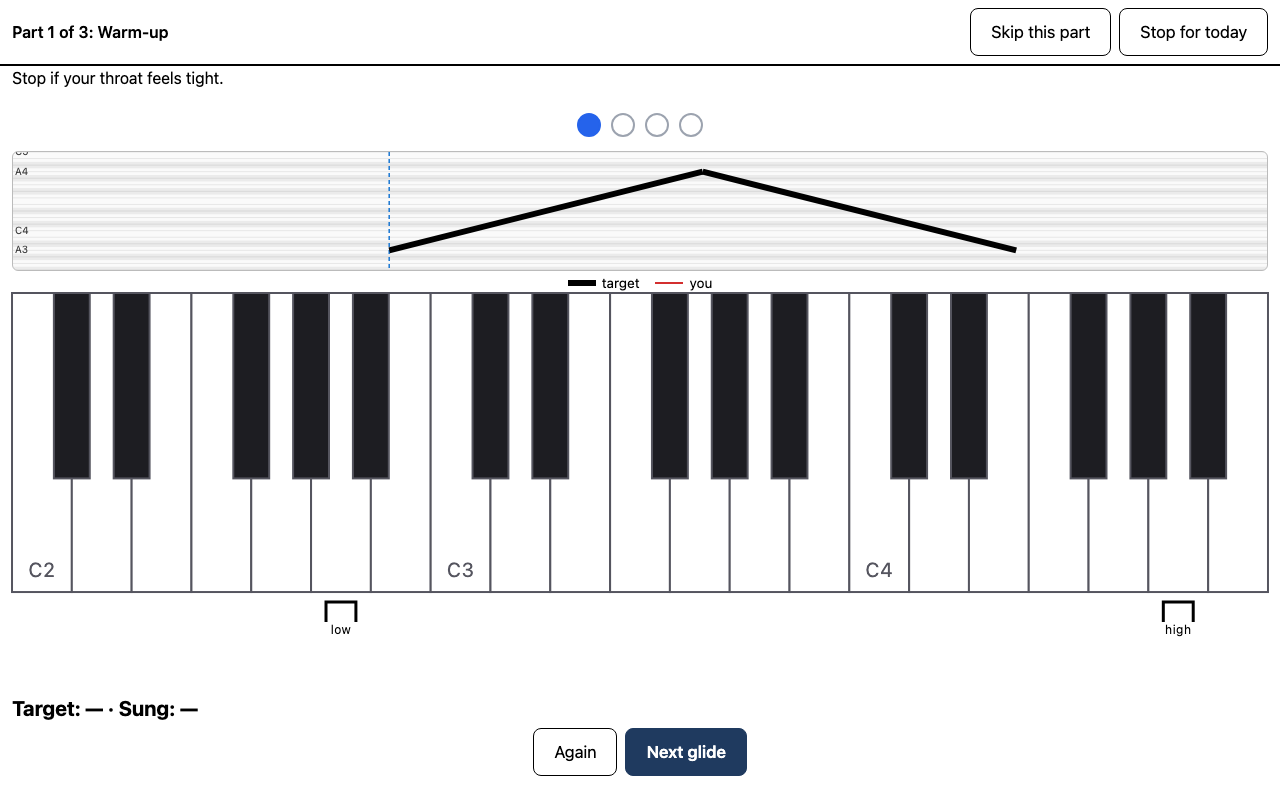 Part 1 of 3: Warm-up
Skip this part
Stop for today
Stop if your throat feels tight.
A4
C4
A3
target
you
C2
C3
C4
low
high
Target: — · Sung: —
Again
Next glide